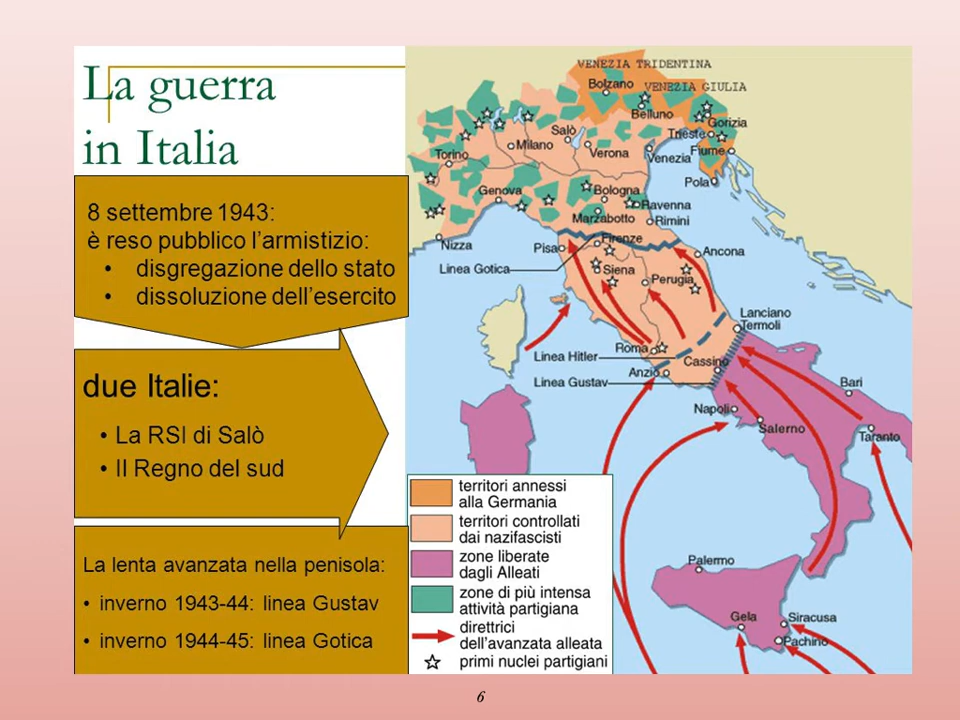 La guerra
in Italia
8 settembre 1943:
è reso pubblico l'armistizio:
• disgregazione dello stato
• dissoluzione dell'esercito
due Italie:
• La RSI di Salò
• Il Regno del sud
La lenta avanzata nella penisola:
• inverno 1943-44: linea Gustav
• inverno 1944-45: linea Gotica
VENEZIA TRIDENTINA
Bolzano
VENEZIA GIULIA
Belluno
Gorizia
Salò
Trieste
Milano
Verona
Venezia
Fiume
Torino
Pola
Genova
Bologna
Ravenna
Marzabotto
Rimini
Nizza
Pisa
Firenze
Ancona
Linea Gotica
Siena
Perugia
Lanciano
Termoli
Roma
Linea Hitler
Cassino
Anzio
Linea Gustav
Bari
Napoli
Salerno
Taranto
Palermo
Gela
Siracusa
Pachino
territori annessi
alla Germania
territori controllati
dai nazifascisti
zone liberate
dagli Alleati
zone di più intensa
attività partigiana
direttrici
dell'avanzata alleata
primi nuclei partigiani
6